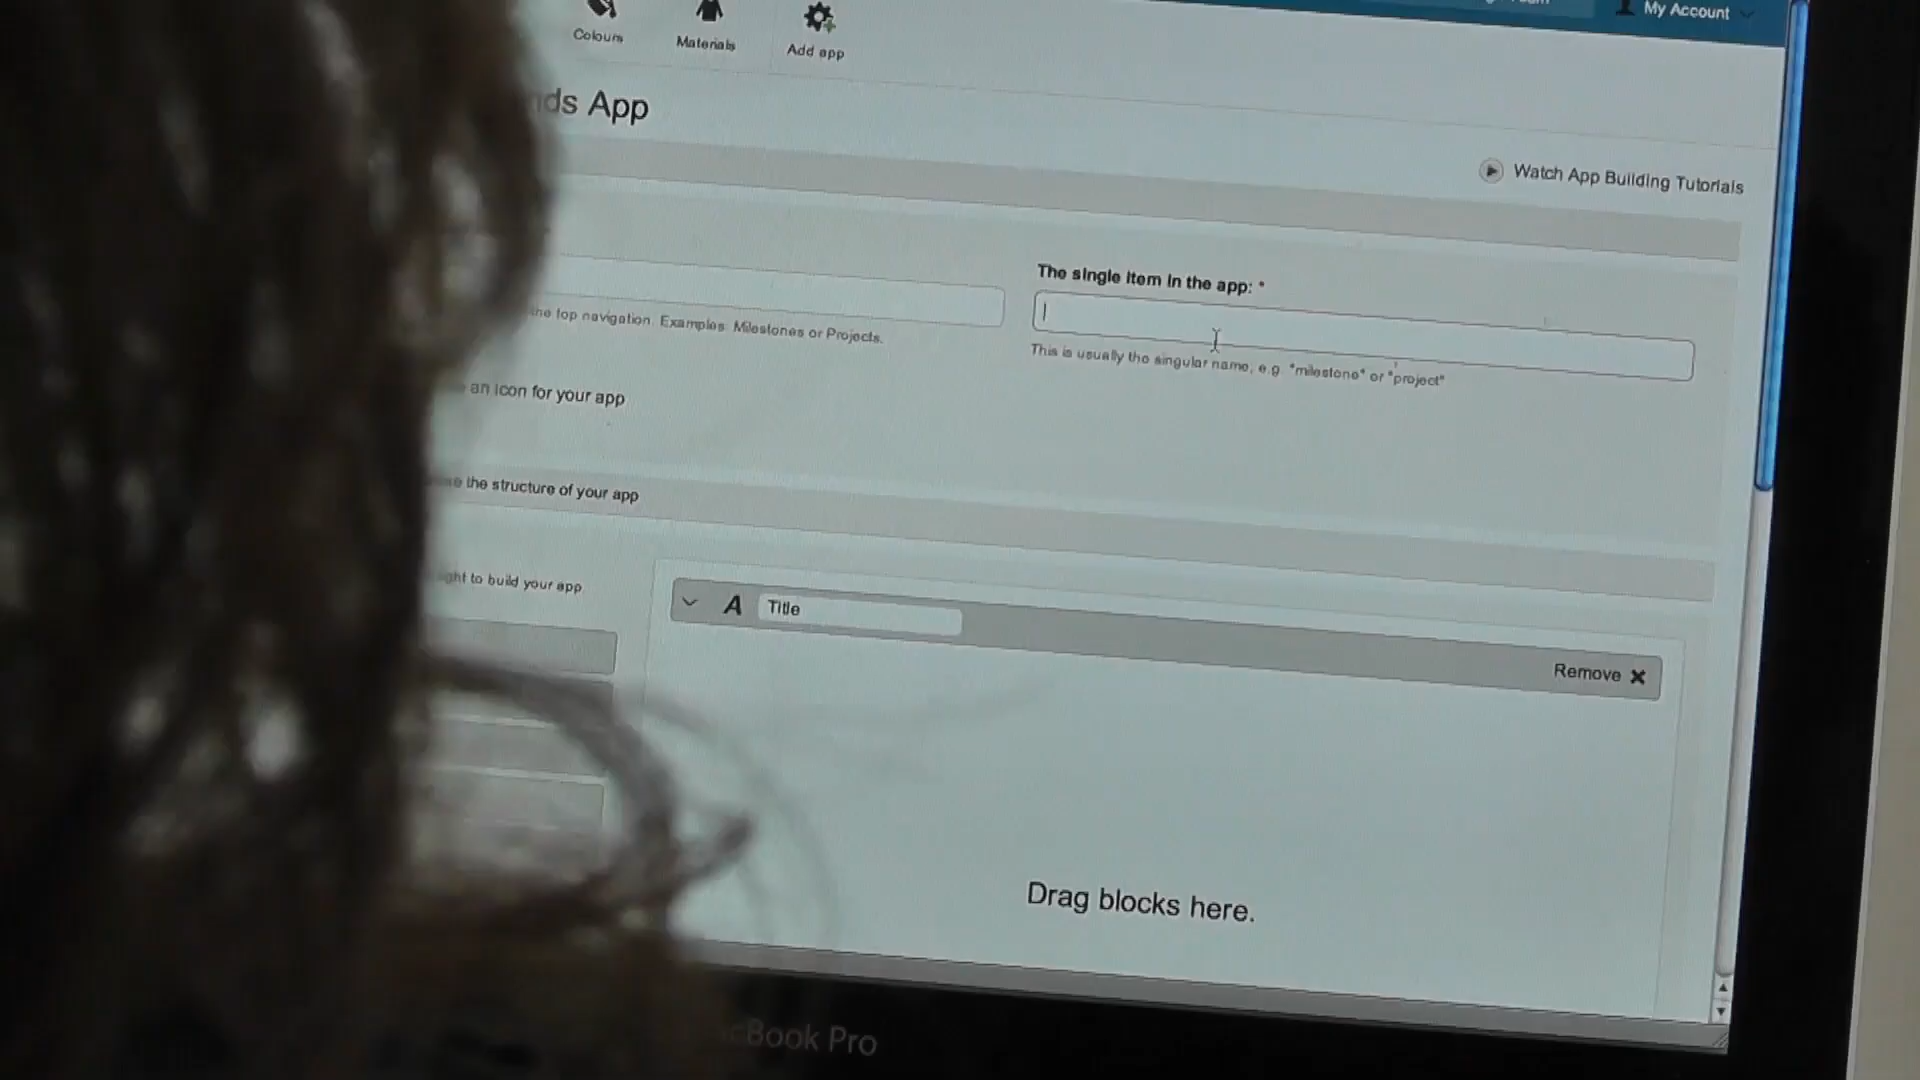 My Account
Colours
Materials
Add app
App
Watch App Building Tutorials
The single item in the app: *
the top navigation. Examples: Milestones or Projects.
This is usually the singular name, e.g. "milestone" or "project"
an icon for your app
the structure of your app
to build your app
A Title
Remove
Drag blocks here.
Pro